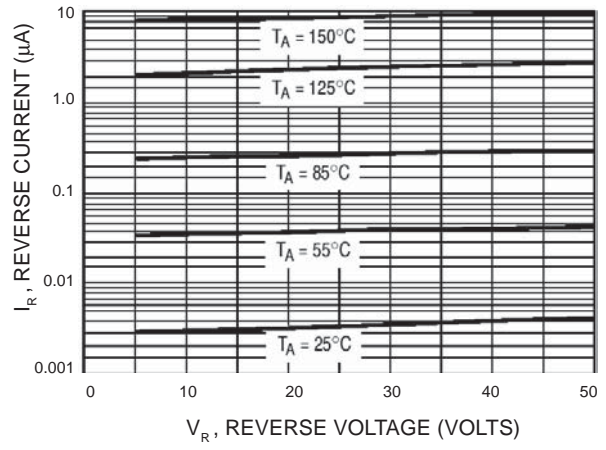 10
1.0
0.1
0.01
0.001
I_R , REVERSE CURRENT (µA)
T_A = 150°C
T_A = 125°C
T_A = 85°C
T_A = 55°C
T_A = 25°C
0 10 20 30 40 50
V_R , REVERSE VOLTAGE (VOLTS)